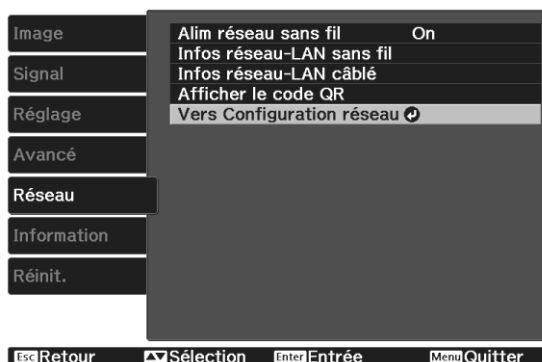 Image
Signal
Réglage
Avancé
Réseau
Information
Réinit.
Alim réseau sans fil On
Infos réseau-LAN sans fil
Infos réseau-LAN câblé
Afficher le code QR
Vers Configuration réseau
Esc Retour Sélection Enter Entrée Menu Quitter